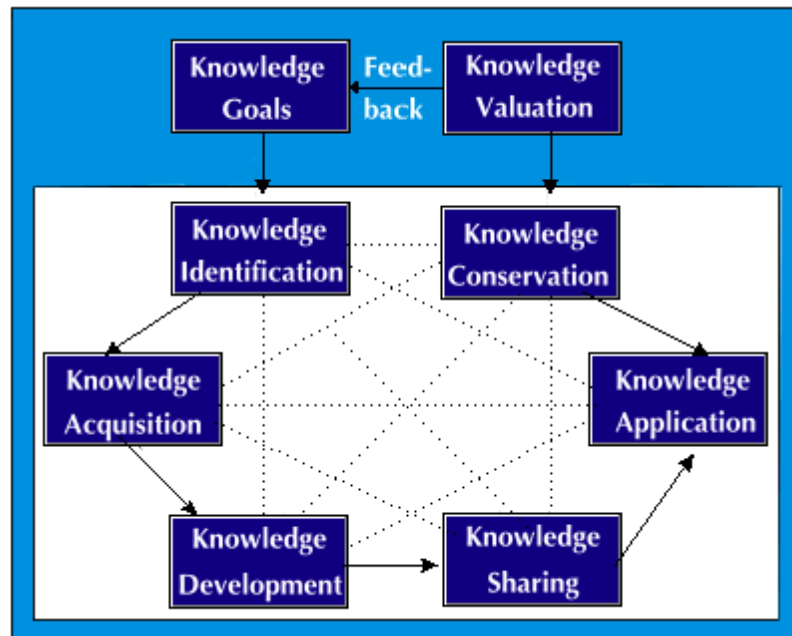 Knowledge
Goals
Feed-
back
Knowledge
Valuation
Knowledge
Identification
Knowledge
Conservation
Knowledge
Acquisition
Knowledge
Application
Knowledge
Development
Knowledge
Sharing